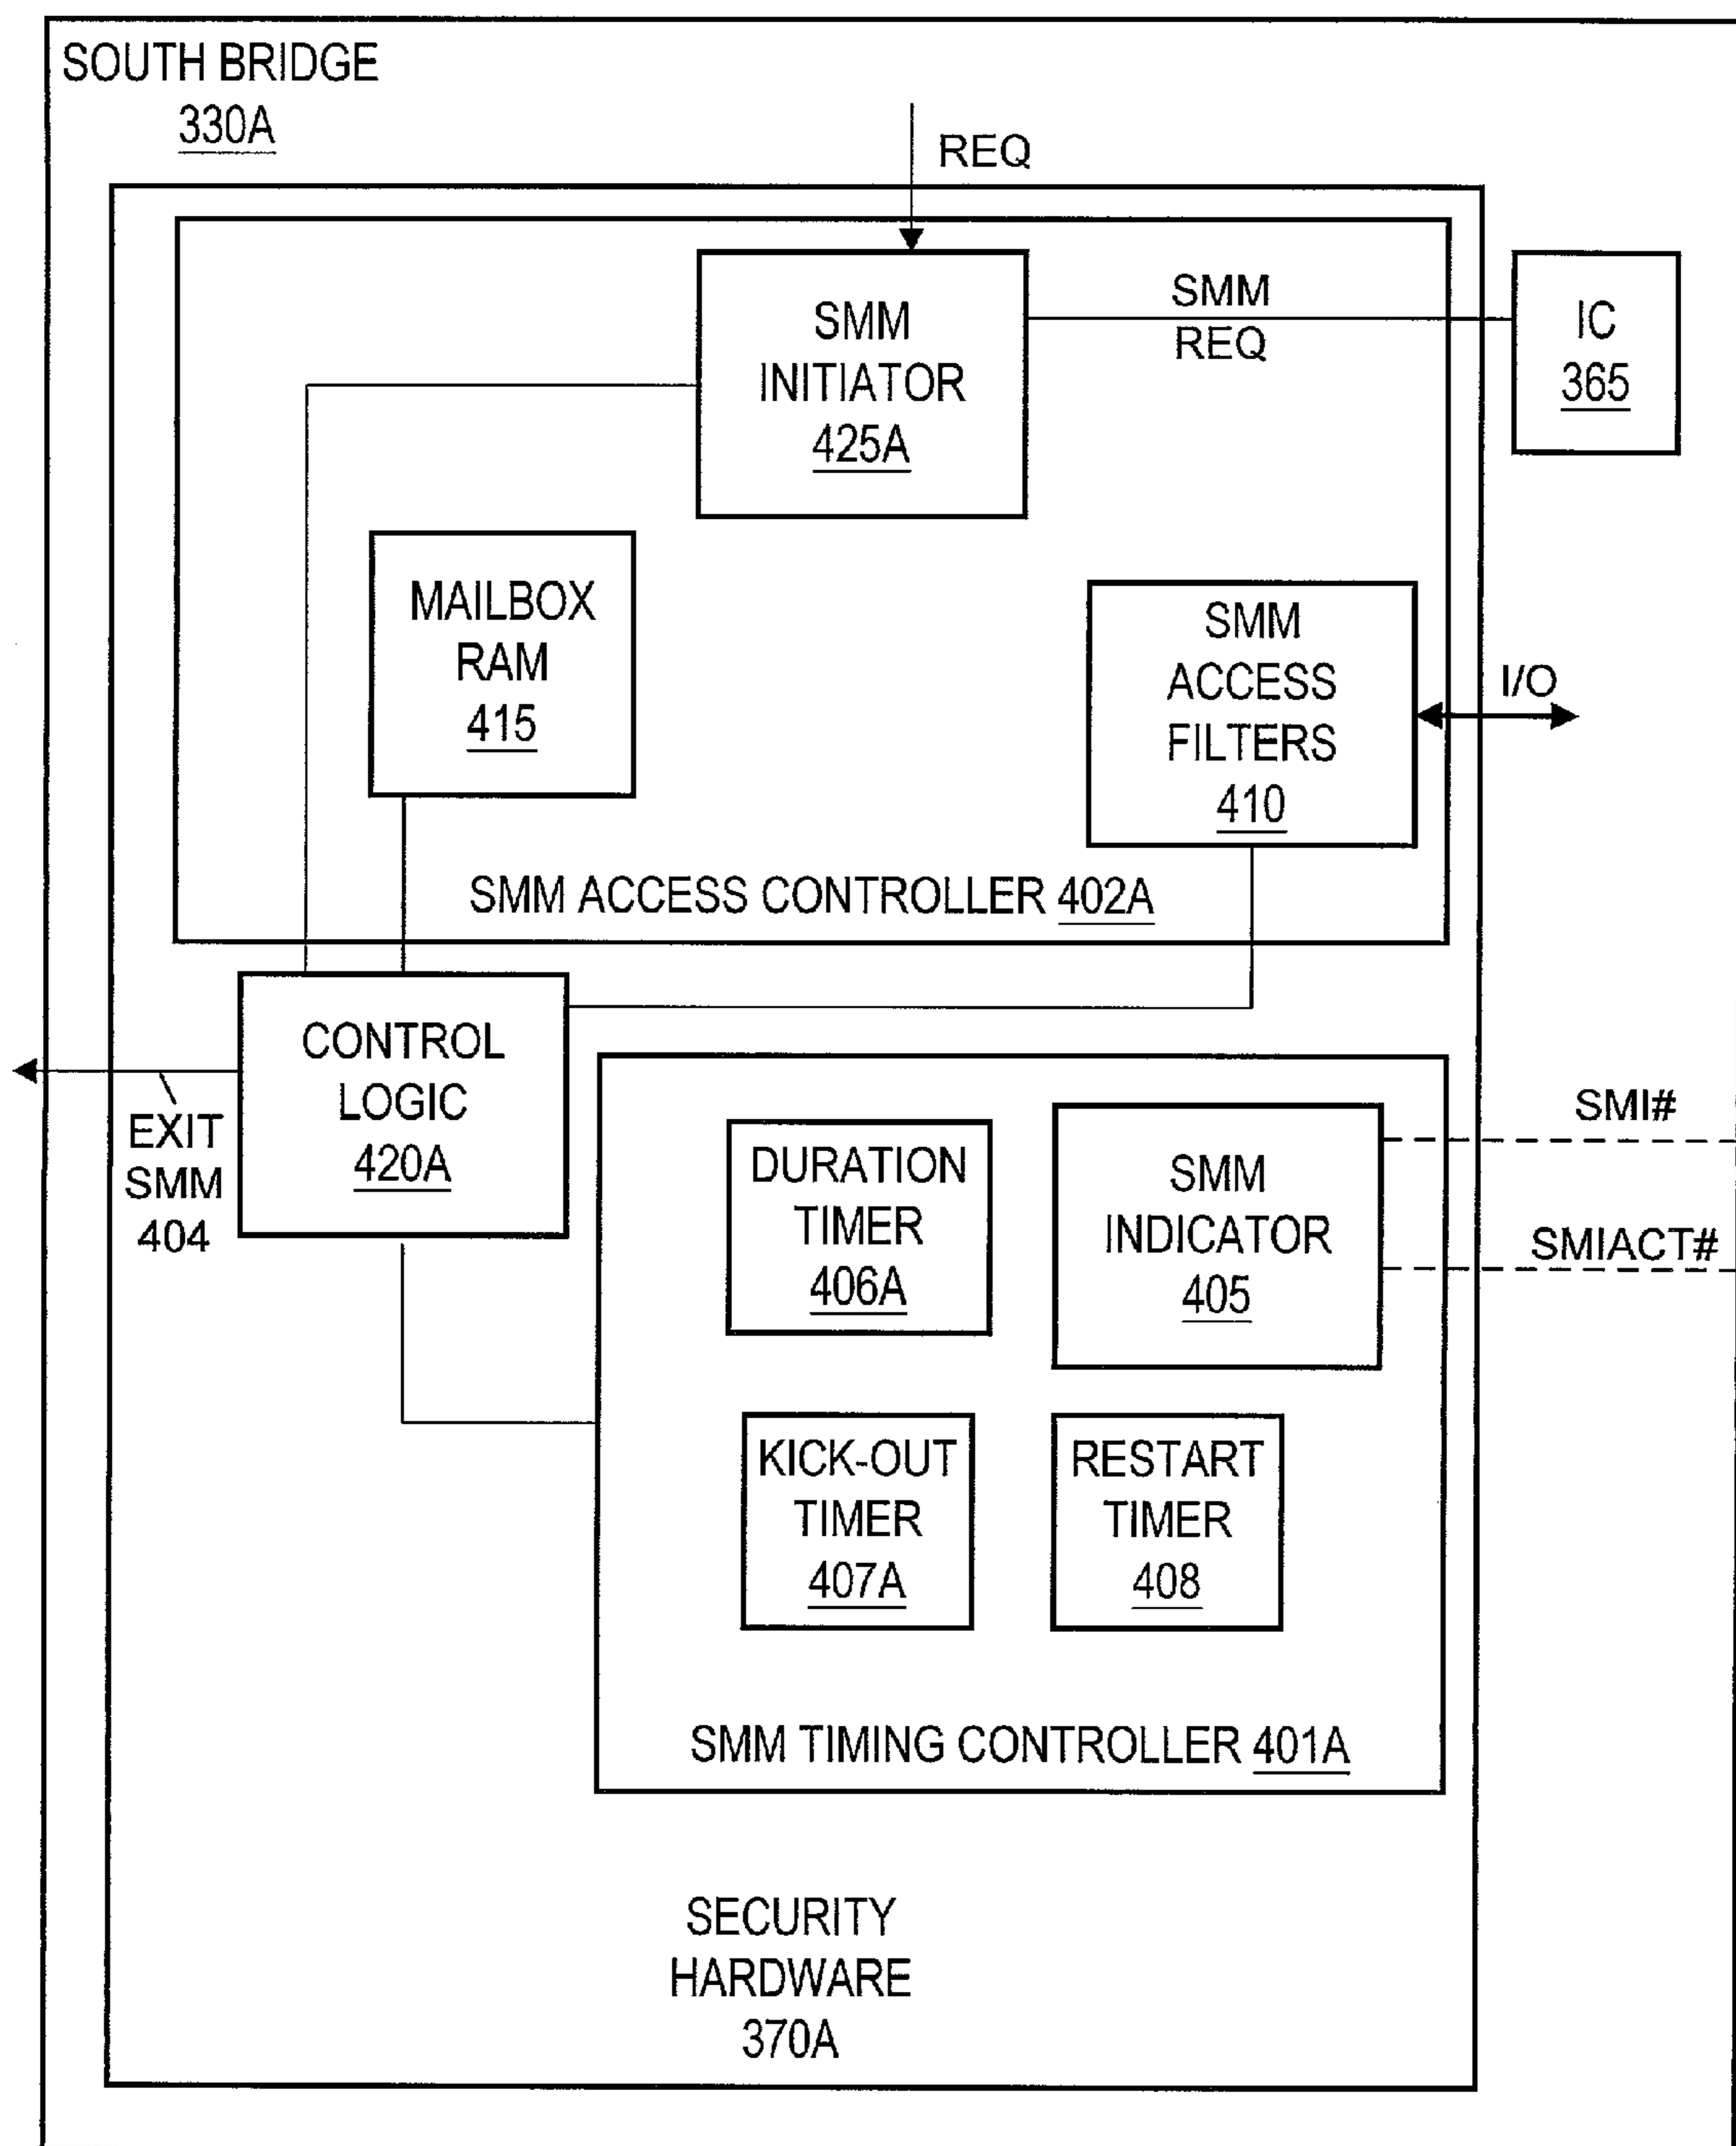 SOUTH BRIDGE
330A
REQ
SMM
INITIATOR
425A
SMM
REQ
IC
365
MAILBOX
RAM
415
SMM
ACCESS
FILTERS
410
I/O
SMM ACCESS CONTROLLER 402A
CONTROL
LOGIC
420A
EXIT
SMM
404
DURATION
TIMER
406A
SMM
INDICATOR
405
SMI#
SMIACT#
KICK-OUT
TIMER
407A
RESTART
TIMER
408
SMM TIMING CONTROLLER 401A
SECURITY
HARDWARE
370A